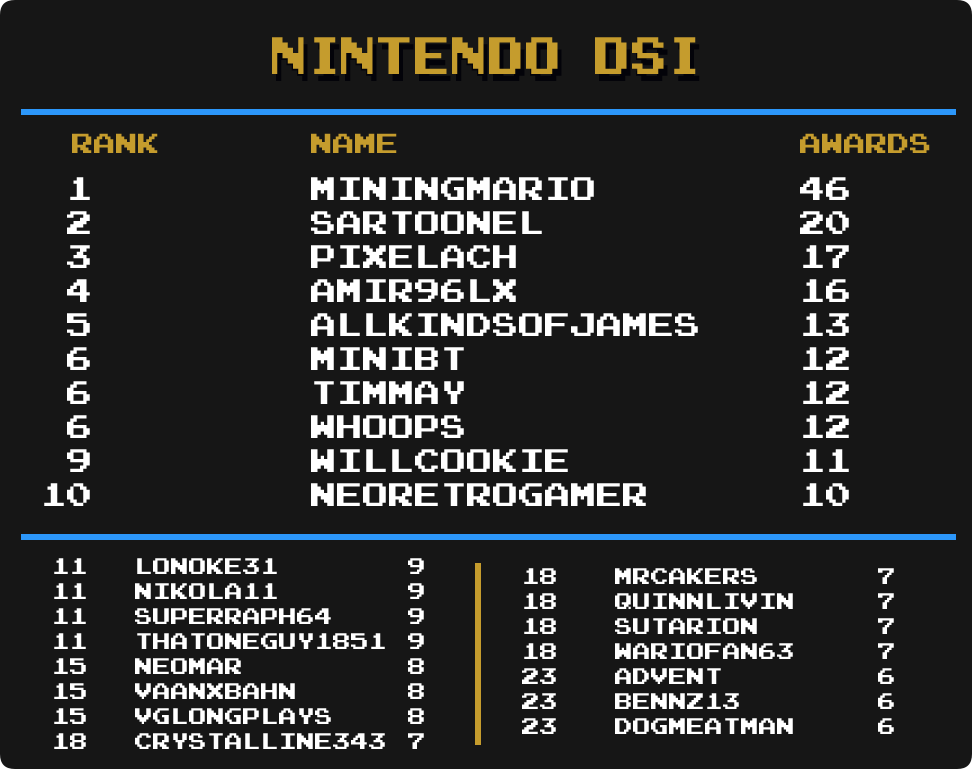 NINTENDO DSI
RANK NAME AWARDS
1 MININGMARIO 46
2 SARTOONEL 20
3 PIXELACH 17
4 AMIR96LX 16
5 ALLKINDSOFJAMES 13
6 MINIBT 12
6 TIMMAY 12
6 WHOOPS 12
9 WILLCOOKIE 11
10 NEORETROGAMER 10
11 LONOKE31 9
11 NIKOLA11 9
11 SUPERRAPH64 9
11 THATONEGUY1851 9
15 NEOMAR 8
15 VAANXBAHN 8
15 VGLONGPLAYS 8
18 CRYSTALLINE343 7
18 MRCAKERS 7
18 QUINNLIVIN 7
18 SUTARION 7
18 WARIOFAN63 7
23 ADVENT 6
23 BENNZ13 6
23 DOGMEATMAN 6